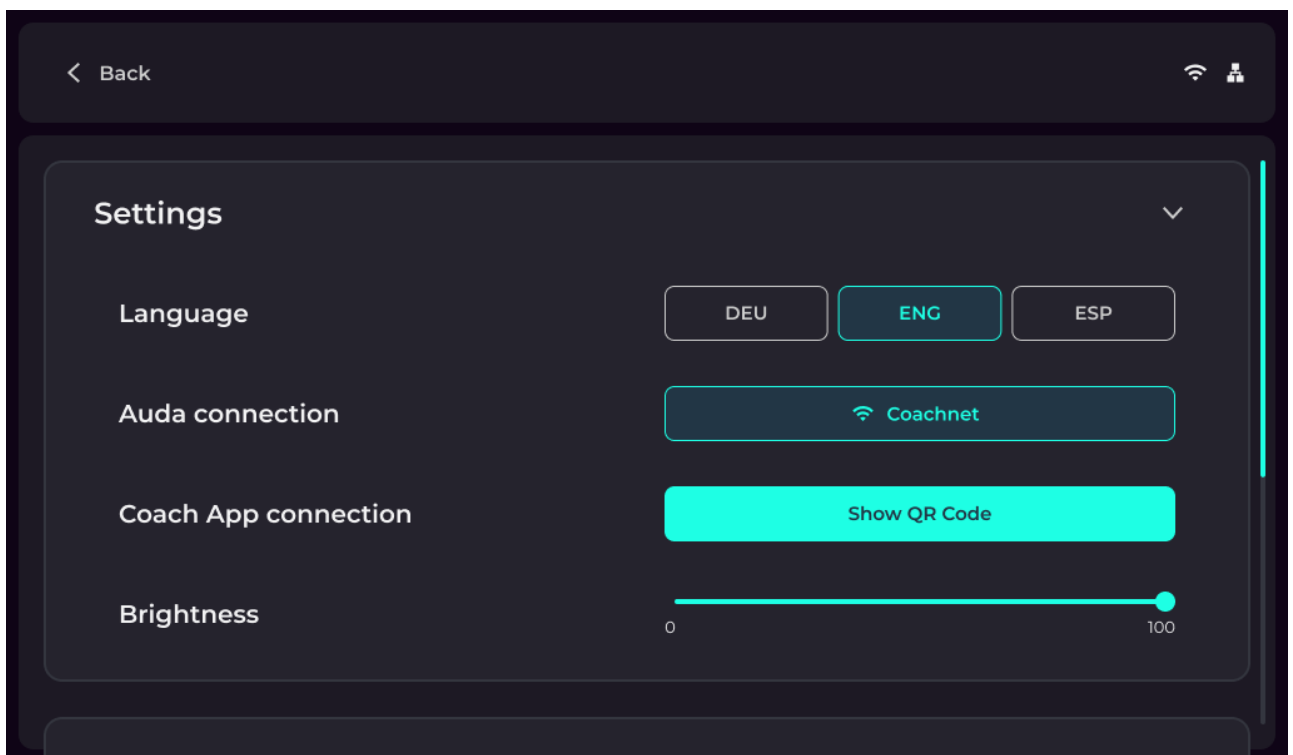 Back
Settings
Language DEU ENG ESP
Auda connection Coachnet
Coach App connection Show QR Code
Brightness
0 100